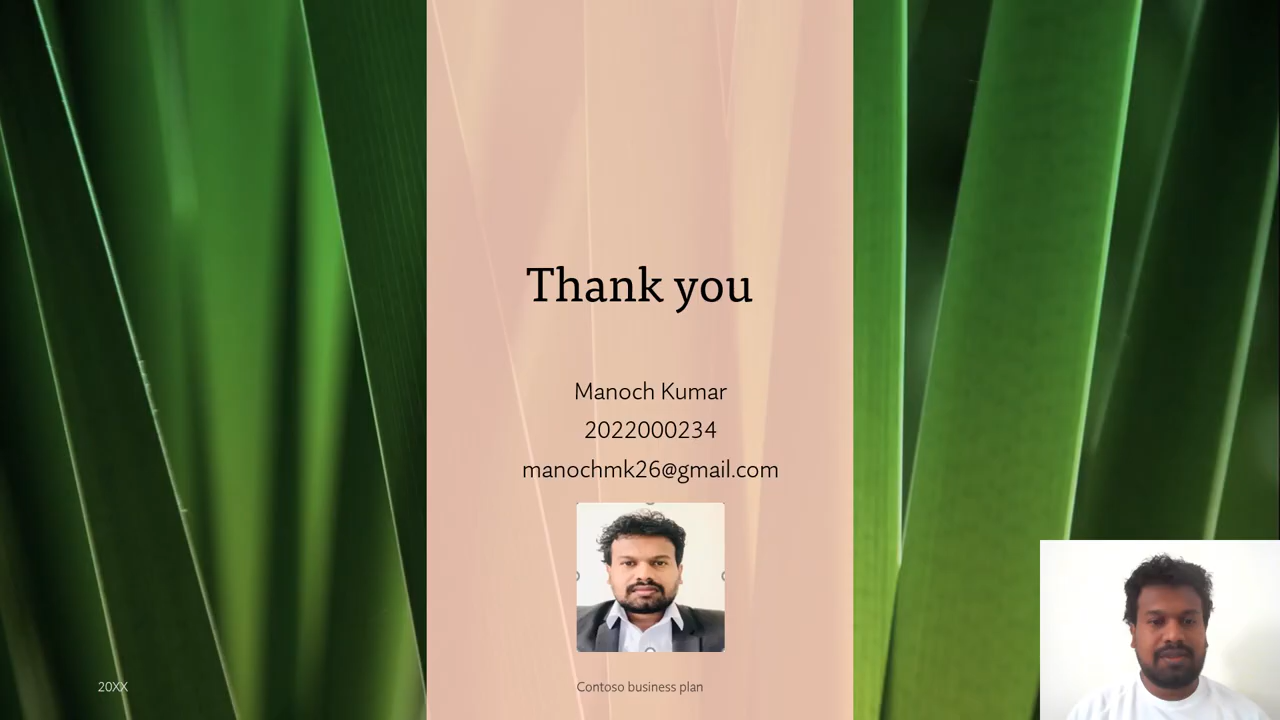 Thank you
Manoch Kumar
2022000234
manochmk26@gmail.com
20XX
Contoso business plan